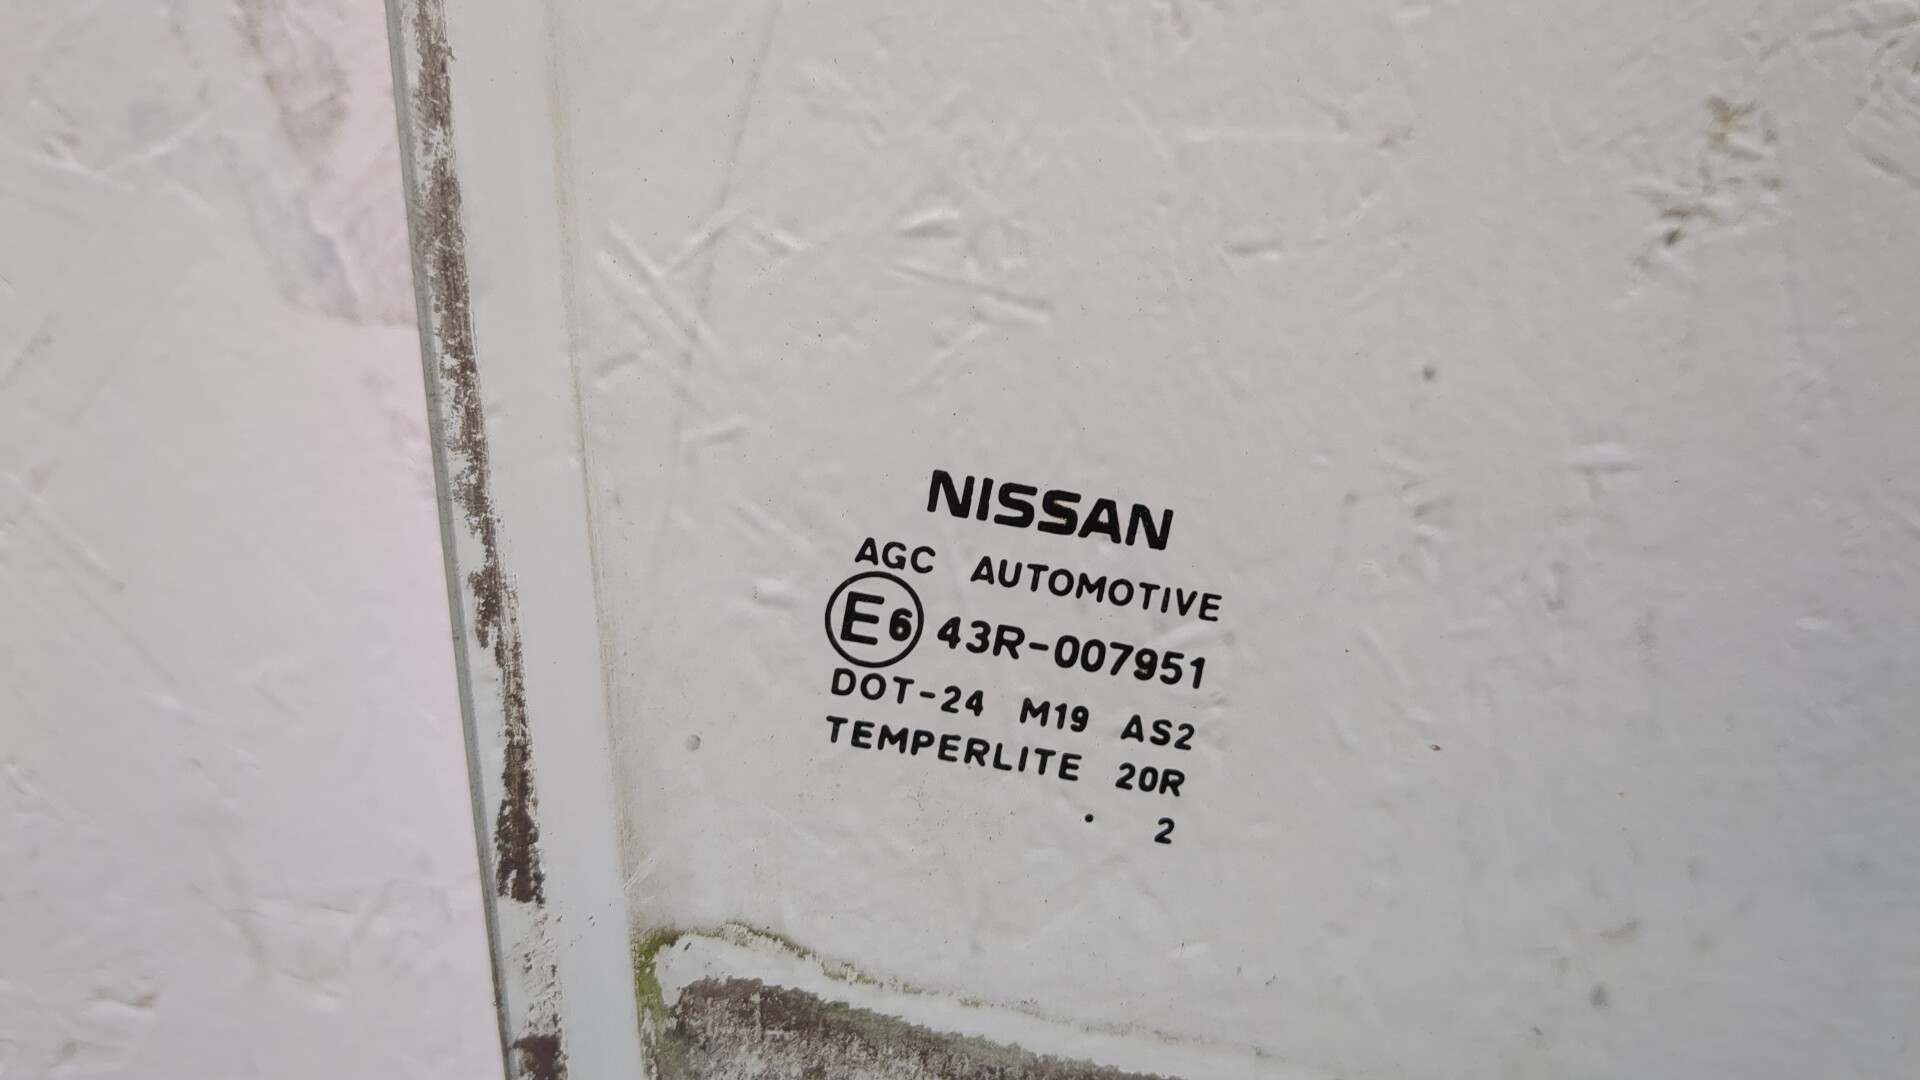 NISSAN
AGC AUTOMOTIVE
E6 43R-007951
DOT-24 M19 AS2
TEMPERLITE 20R
. 2